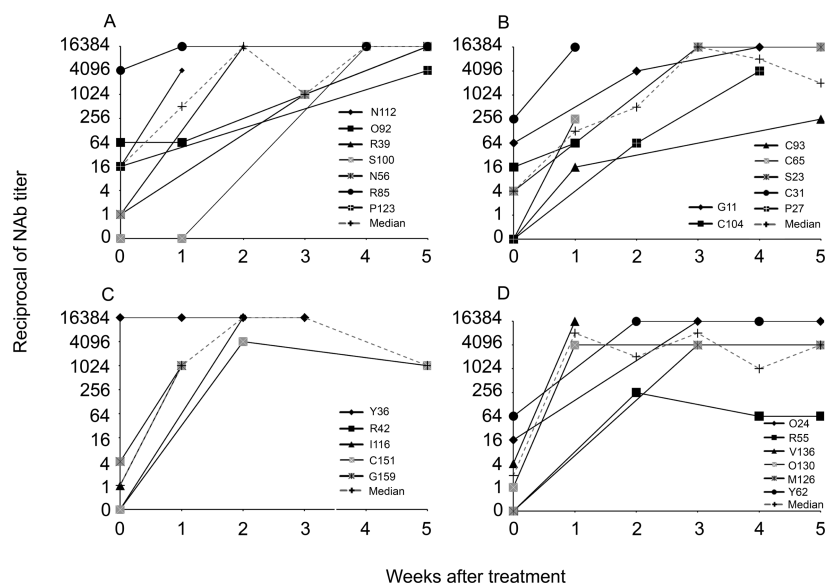 A
16384
4096
1024
256
64
16
4
1
0
0 1 2 3 4 5
N112
O92
R39
S100
N56
R85
P123
Median
B
16384
4096
1024
256
64
16
4
1
0
0 1 2 3 4 5
G11
C104
C93
C65
S23
C31
P27
Median
Reciprocal of NAb titer
C
16384
4096
1024
256
64
16
4
1
0
0 1 2 3 4 5
Y36
R42
I116
C151
G159
Median
D
16384
4096
1024
256
64
16
4
1
0
0 1 2 3 4 5
O24
R55
V136
O130
M126
Y62
Median
Weeks after treatment